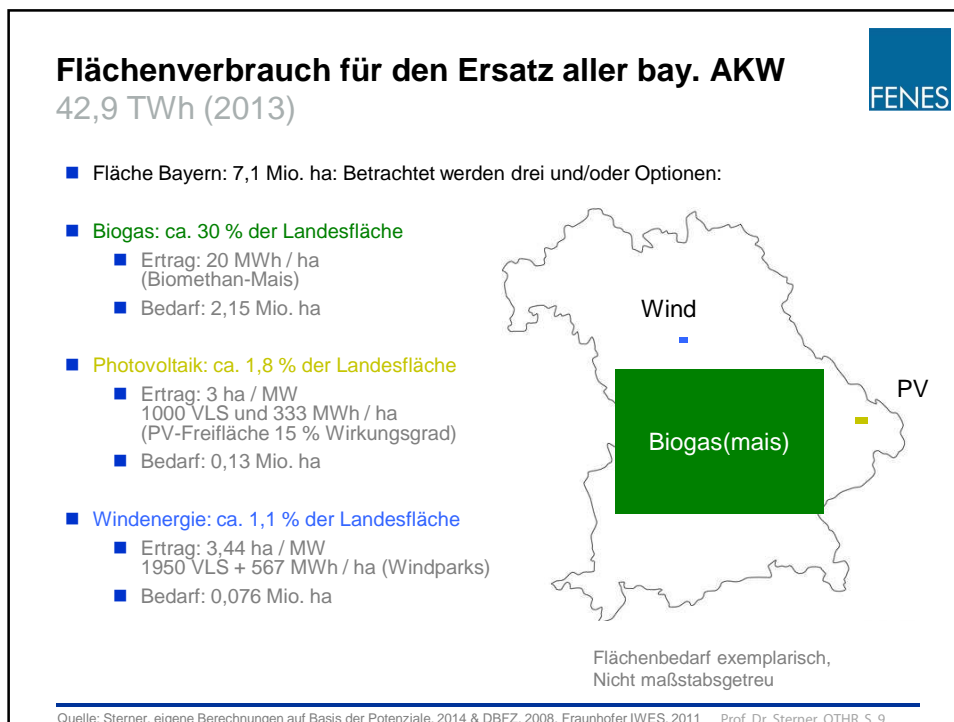 Flächenverbrauch für den Ersatz aller bay. AKW
42,9 TWh (2013)
FENES
Fläche Bayern: 7,1 Mio. ha: Betrachtet werden drei und/oder Optionen:
Biogas: ca. 30 % der Landesfläche
Ertrag: 20 MWh / ha
(Biomethan-Mais)
Bedarf: 2,15 Mio. ha
Photovoltaik: ca. 1,8 % der Landesfläche
Ertrag: 3 ha / MW
1000 VLS und 333 MWh / ha
(PV-Freifläche 15 % Wirkungsgrad)
Bedarf: 0,13 Mio. ha
Windenergie: ca. 1,1 % der Landesfläche
Ertrag: 3,44 ha / MW
1950 VLS + 567 MWh / ha (Windparks)
Bedarf: 0,076 Mio. ha
Wind
PV
Biogas(mais)
Flächenbedarf exemplarisch,
Nicht maßstabsgetreu
Quelle: Sterner, eigene Berechnungen auf Basis der Potenziale, 2014 & DBFZ, 2008, Fraunhofer IWES, 2011 Prof. Dr. Sterner, OTHR, S. 9